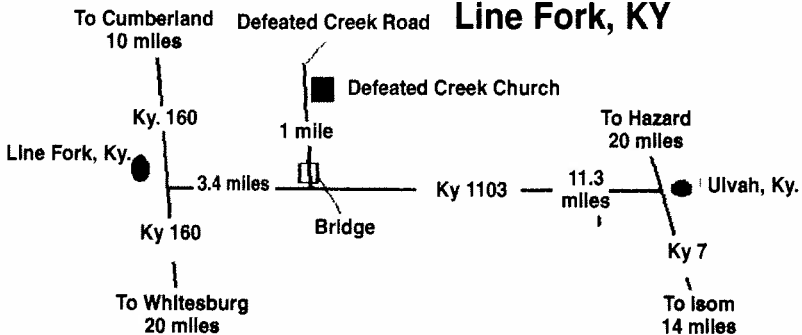 Line Fork, KY
To Cumberland
10 miles
Defeated Creek Road
Defeated Creek Church
Ky. 160
1 mile
To Hazard
20 miles
Line Fork, Ky.
3.4 miles
Ky 1103
11.3
miles
Ulvah, Ky.
Ky 160
Bridge
Ky 7
To Whitesburg
20 miles
To Isom
14 miles